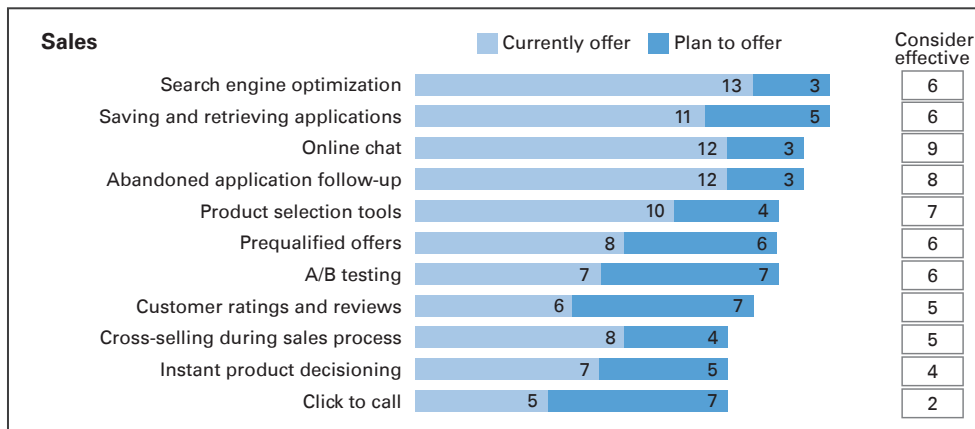 Sales Currently offer Plan to offer Consider effective
Search engine optimization 13 3 6
Saving and retrieving applications 11 5 6
Online chat 12 3 9
Abandoned application follow-up 12 3 8
Product selection tools 10 4 7
Prequalified offers 8 6 6
A/B testing 7 7 6
Customer ratings and reviews 6 7 5
Cross-selling during sales process 8 4 5
Instant product decisioning 7 5 4
Click to call 5 7 2